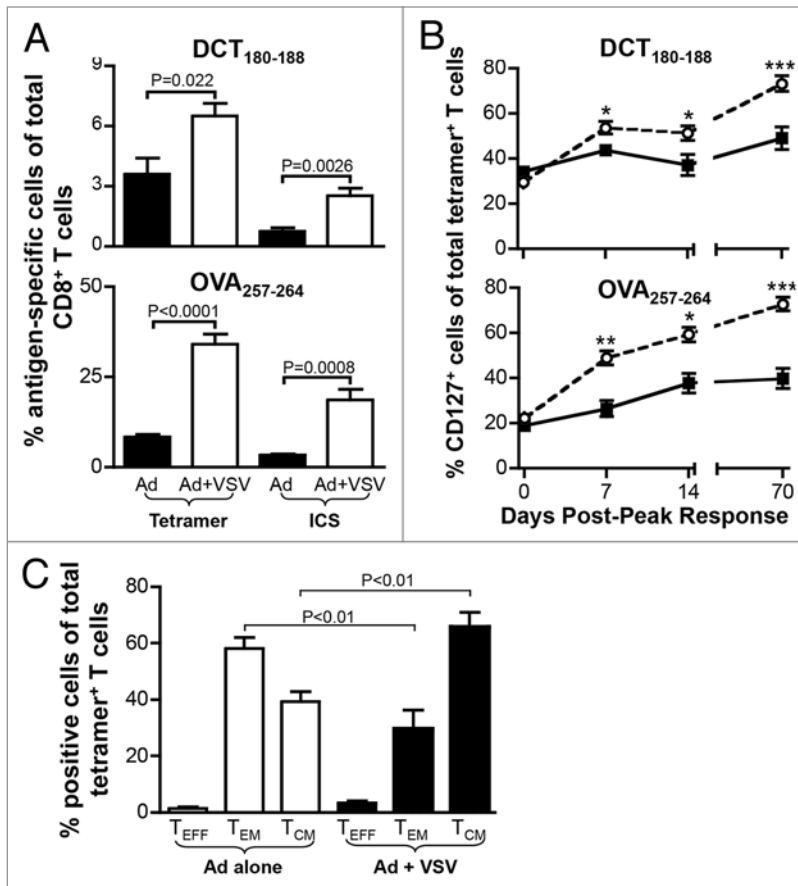 A
DCT180-188
9
P=0.022
6
P=0.0026
3
0
% antigen-specific cells of total
CD8+ T cells
OVA257-264
50
P<0.0001
25
P=0.0008
0
Ad Ad+VSV Ad Ad+VSV
Tetramer ICS
B
DCT180-188
80
***
60
* *
40
20
0
% CD127+ cells of total tetramer+ T cells
OVA257-264
80
***
60
** *
40
20
0
0 7 14 70
Days Post-Peak Response
C
80
P<0.01
P<0.01
60
40
20
0
% positive cells of total
tetramer+ T cells
TEFF TEM TCM TEFF TEM TCM
Ad alone Ad + VSV